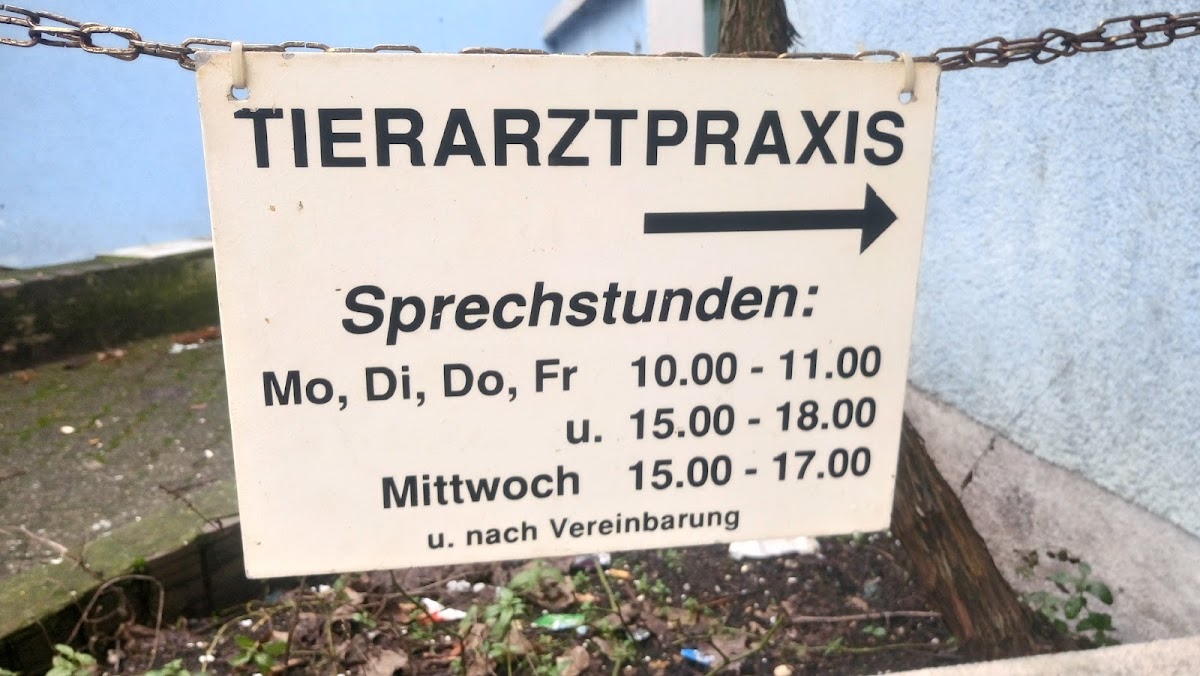 TIERARZTPRAXIS
Sprechstunden:
Mo, Di, Do, Fr 10.00 - 11.00
u. 15.00 - 18.00
Mittwoch 15.00 - 17.00
u. nach Vereinbarung